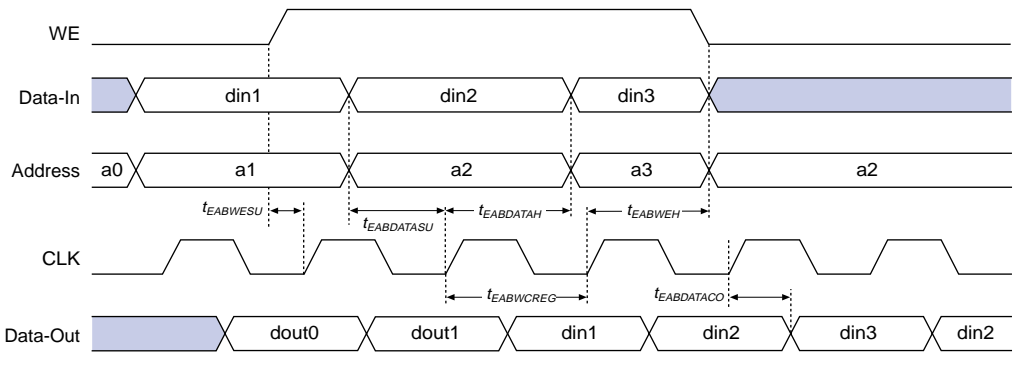 WE
Data-In din1 din2 din3
Address a0 a1 a2 a3 a2
tEABWESU tEABDATASU tEABDATAH tEABWEH
CLK
tEABWCREG tEABDATACO
Data-Out dout0 dout1 din1 din2 din3 din2